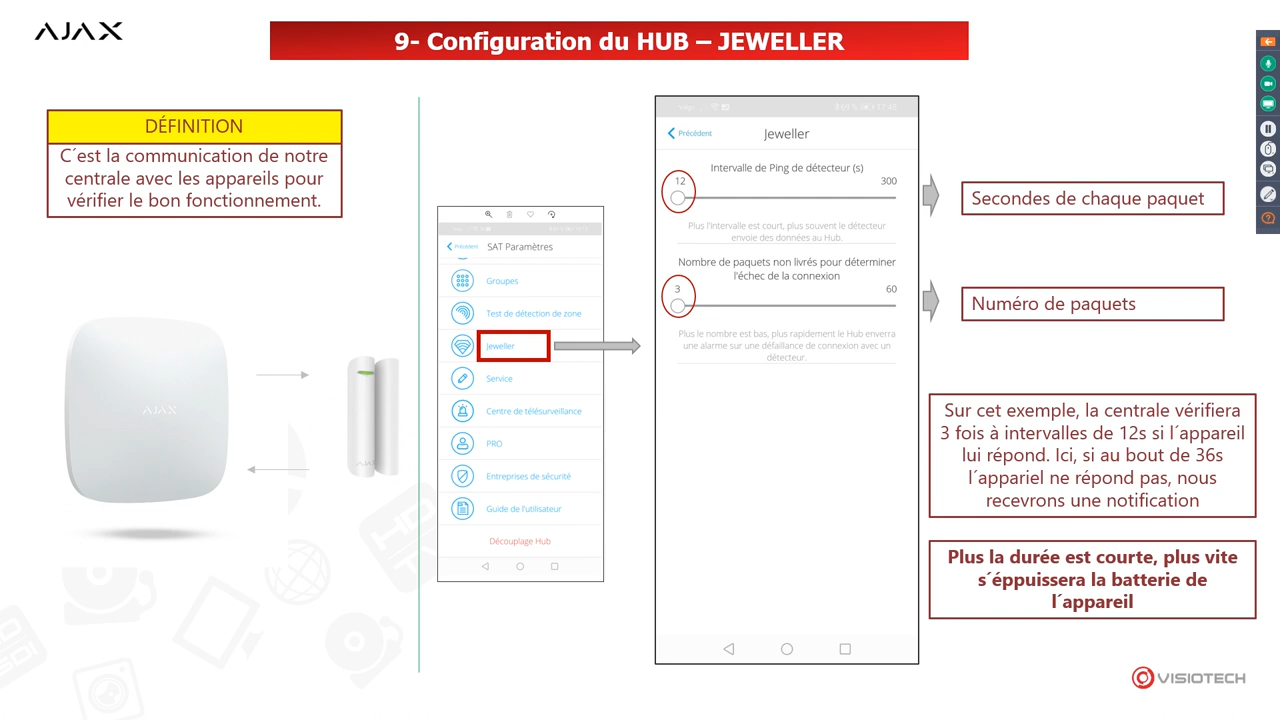 AJAX
9- Configuration du HUB – JEWELLER
DÉFINITION
C´est la communication de notre
centrale avec les appareils pour
vérifier le bon fonctionnement.
AJAX
Précédent
SAT Paramètres
Groupes
Test de détection de zone
Jeweller
Service
Centre de télésurveillance
PRO
Entreprises de sécurité
Guide de l'utilisateur
Découplage Hub
Précédent
Jeweller
Intervalle de Ping de détecteur (s)
12
300
Plus l'intervalle est court, plus souvent le détecteur
envoie des données au Hub.
Nombre de paquets non livrés pour déterminer
l'échec de la connexion
3
60
Plus le nombre est bas, plus rapidement le Hub enverra
une alarme sur une défaillance de connexion avec un
détecteur.
Secondes de chaque paquet
Numéro de paquets
Sur cet exemple, la centrale vérifiera
3 fois à intervalles de 12s si l´appareil
lui répond. Ici, si au bout de 36s
l´appariel ne répond pas, nous
recevrons une notification
Plus la durée est courte, plus vite
s´éppuissera la batterie de
l´appareil
VISIOTECH